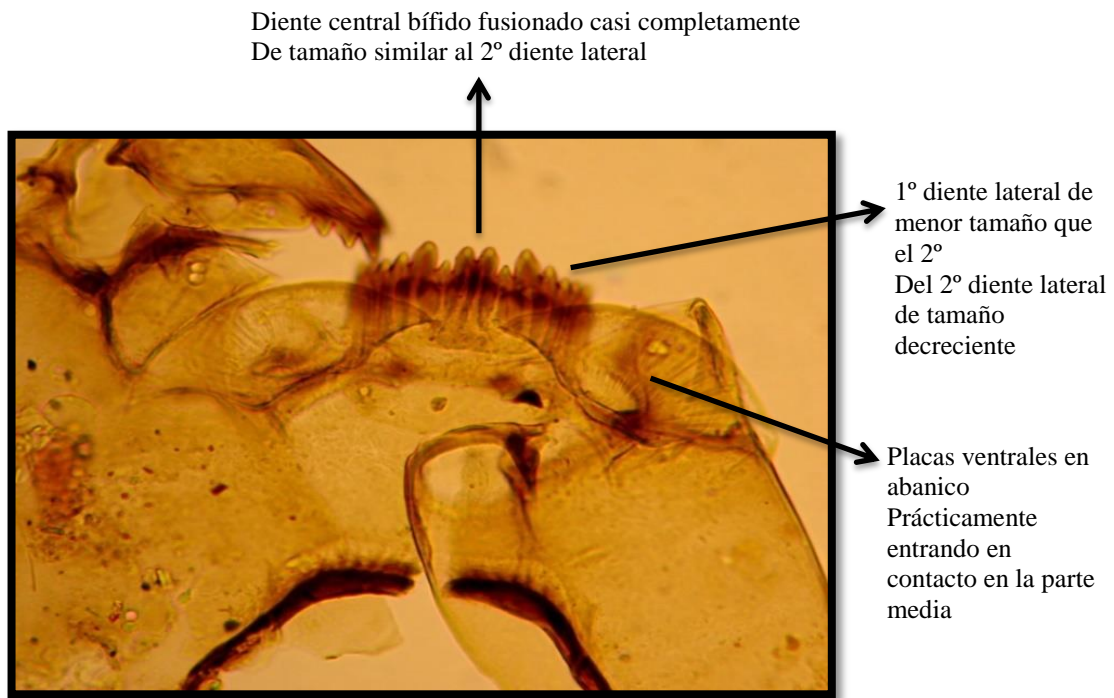 Diente central bífido fusionado casi completamente
De tamaño similar al 2º diente lateral
1º diente lateral de
menor tamaño que
el 2º
Del 2º diente lateral
de tamaño
decreciente
Placas ventrales en
abanico
Prácticamente
entrando en
contacto en la parte
media